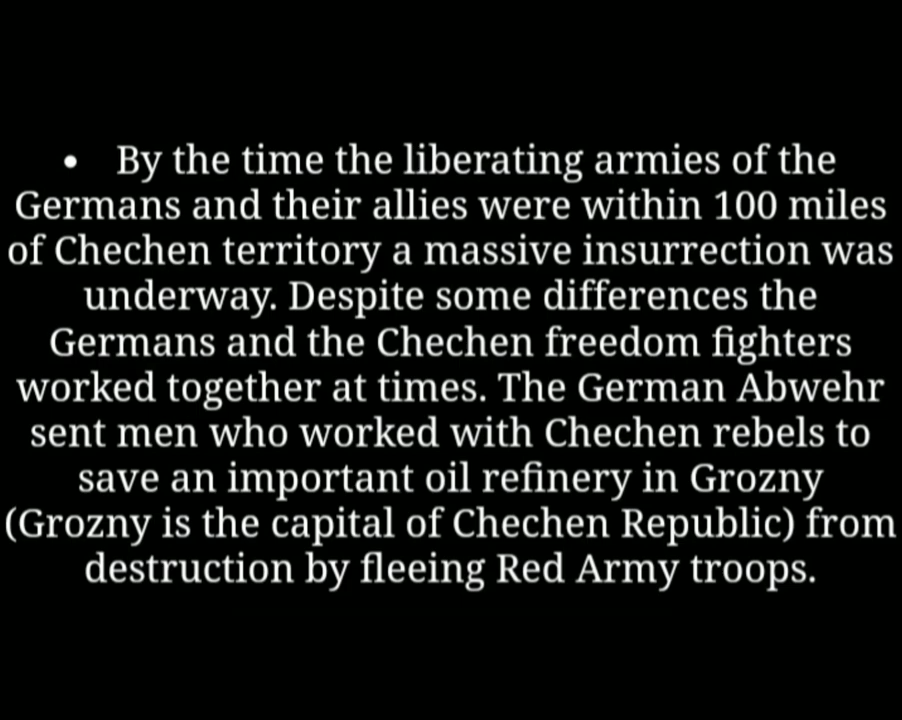 • By the time the liberating armies of the
Germans and their allies were within 100 miles
of Chechen territory a massive insurrection was
underway. Despite some differences the
Germans and the Chechen freedom fighters
worked together at times. The German Abwehr
sent men who worked with Chechen rebels to
save an important oil refinery in Grozny
(Grozny is the capital of Chechen Republic) from
destruction by fleeing Red Army troops.